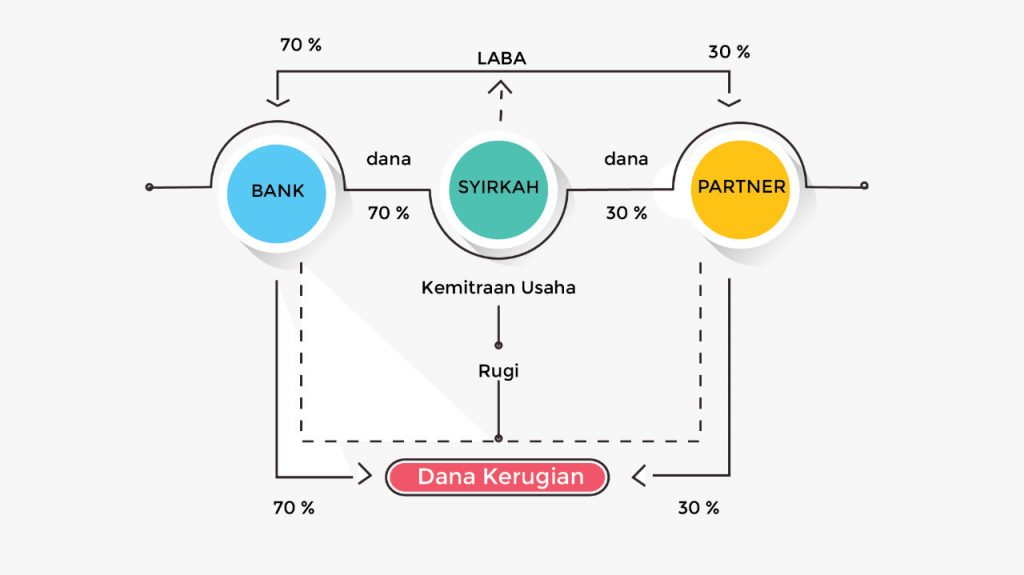 70 %
LABA
30 %
dana
dana
BANK
SYIRKAH
PARTNER
70 %
30 %
Kemitraan Usaha
Rugi
Dana Kerugian
70 %
30 %